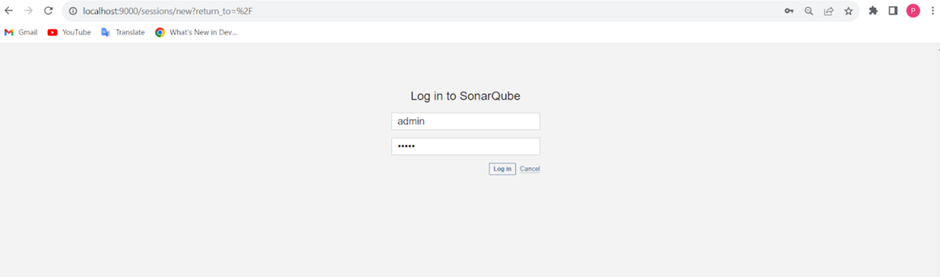 localhost:9000/sessions/new?return_to=%2F
P
Gmail YouTube Translate What's New in Dev...
Log in to SonarQube
admin
•••••
Log in Cancel